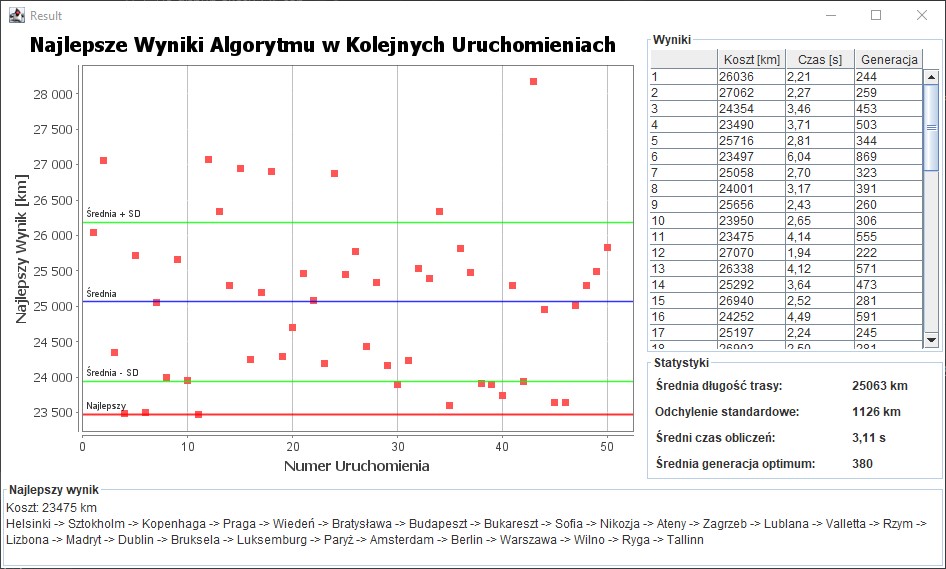 Result
Najlepsze Wyniki Algorytmu w Kolejnych Uruchomieniach
28 000
27 500
27 000
26 500
26 000
25 500
25 000
24 500
24 000
23 500
Najlepszy Wynik [km]
Średnia + SD
Średnia
Średnia - SD
Najlepszy
0 10 20 30 40 50
Numer Uruchomienia
Wyniki
Koszt [km] Czas [s] Generacja
1 26036 2,21 244
2 27062 2,27 259
3 24354 3,46 453
4 23490 3,71 503
5 25716 2,81 344
6 23497 6,04 869
7 25058 2,70 323
8 24001 3,17 391
9 25656 2,43 260
10 23950 2,65 306
11 23475 4,14 555
12 27070 1,94 222
13 26338 4,12 571
14 25292 3,64 473
15 26940 2,52 281
16 24252 4,49 591
17 25197 2,24 245
18 26903 2,50 281
Statystyki
Średnia długość trasy: 25063 km
Odchylenie standardowe: 1126 km
Średni czas obliczeń: 3,11 s
Średnia generacja optimum: 380
Najlepszy wynik
Koszt: 23475 km
Helsinki -> Sztokholm -> Kopenhaga -> Praga -> Wiedeń -> Bratysława -> Budapeszt -> Bukareszt -> Sofia -> Nikozja -> Ateny -> Zagrzeb -> Lublana -> Valletta -> Rzym ->
Lizbona -> Madryt -> Dublin -> Bruksela -> Luksemburg -> Paryż -> Amsterdam -> Berlin -> Warszawa -> Wilno -> Ryga -> Tallinn